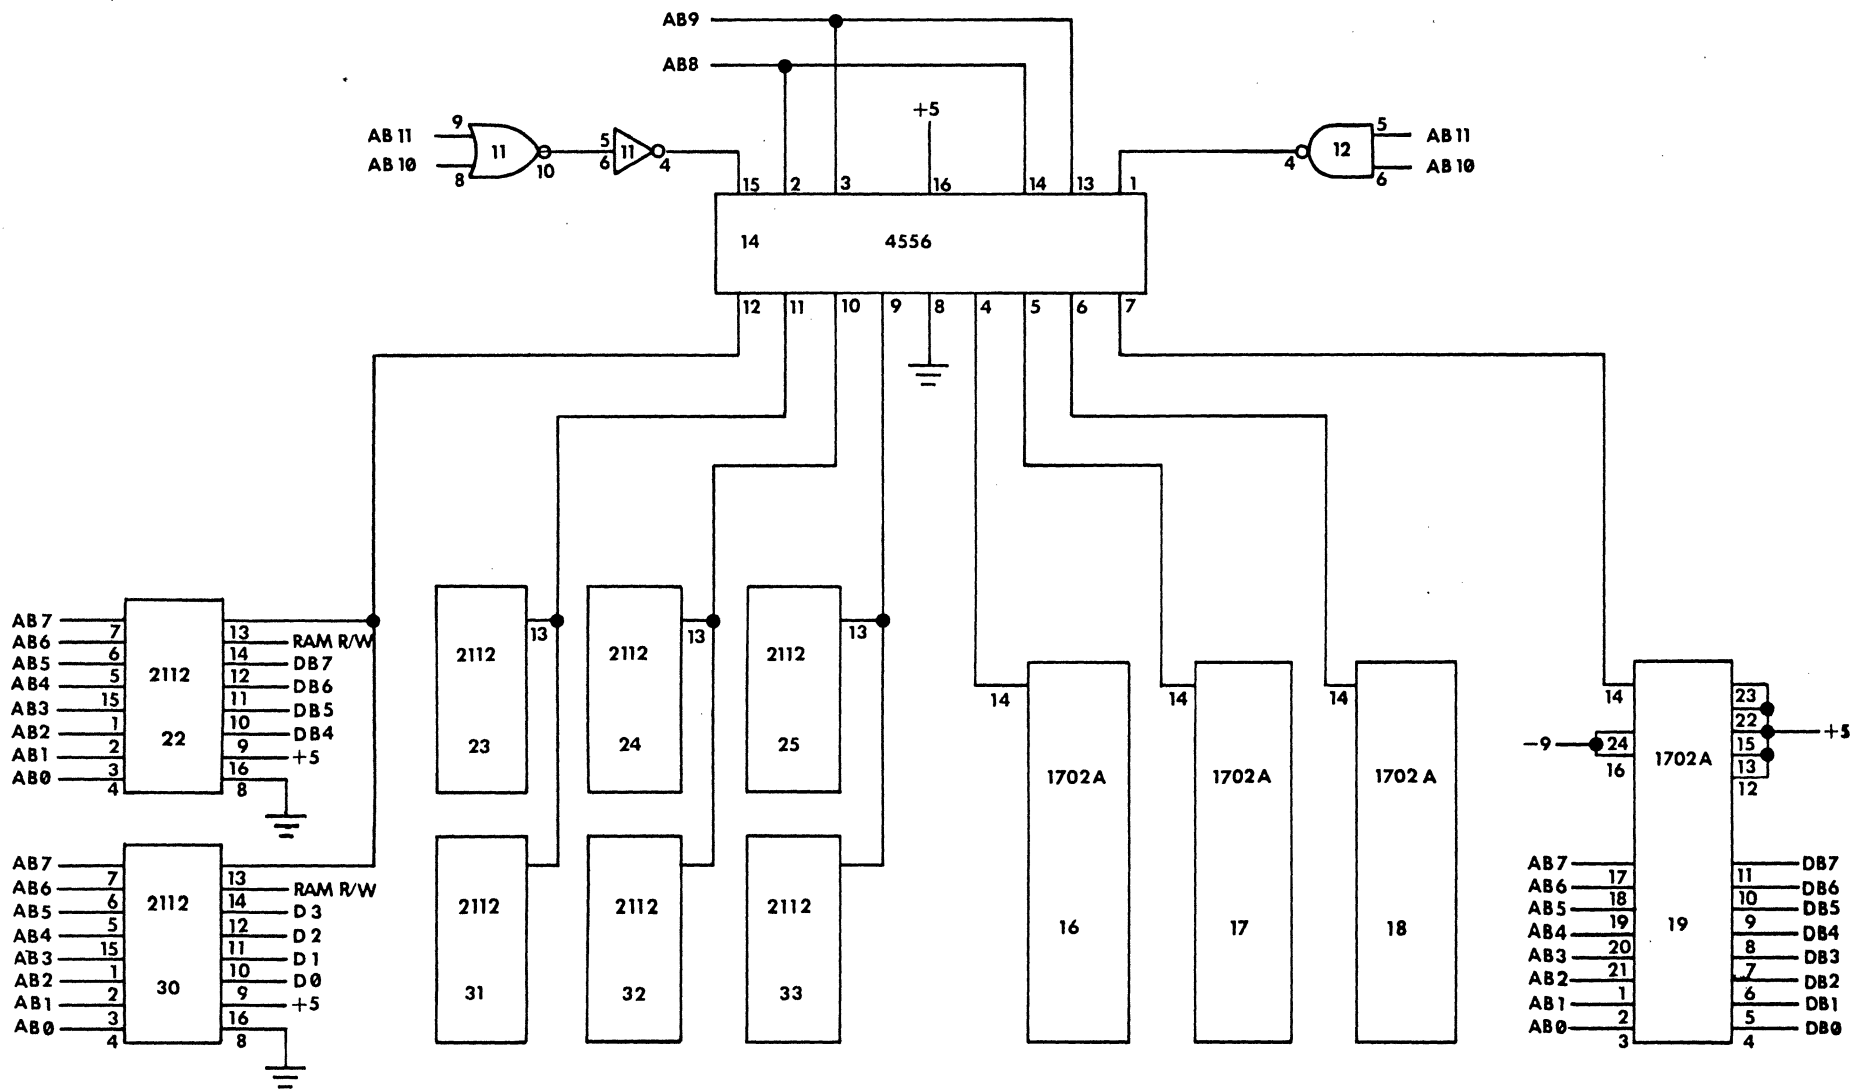 AB9
AB8
+5
AB11 9
AB10 8
11
10
5
6
11
4
12
4
5 AB11
6 AB10
15 2 3 16 14 13 1
14 4556
12 11 10 9 8 4 5 6 7
AB7 7
AB6 6
AB5 5
AB4 15
AB3 1
AB2 2
AB1 3
AB0 4
2112
22
13
RAM R/W 14
DB7 12
DB6 11
DB5 10
DB4 9
+5 16
8
AB7 7
AB6 6
AB5 5
AB4 15
AB3 1
AB2 2
AB1 3
AB0 4
2112
30
13
RAM R/W 14
D3 12
D2 11
D1 10
D0 9
+5 16
8
2112
23
13
2112
24
13
2112
25
13
2112
31
2112
32
2112
33
14
1702A
16
14
1702A
17
14
1702A
18
14
-9
24
16
1702A
19
23
22
15
13
12
+5
AB7 17
AB6 18
AB5 19
AB4 20
AB3 21
AB2 1
AB1 2
AB0 3
DB7 11
DB6 10
DB5 9
DB4 8
DB3 7
DB2 6
DB1 5
DB0 4